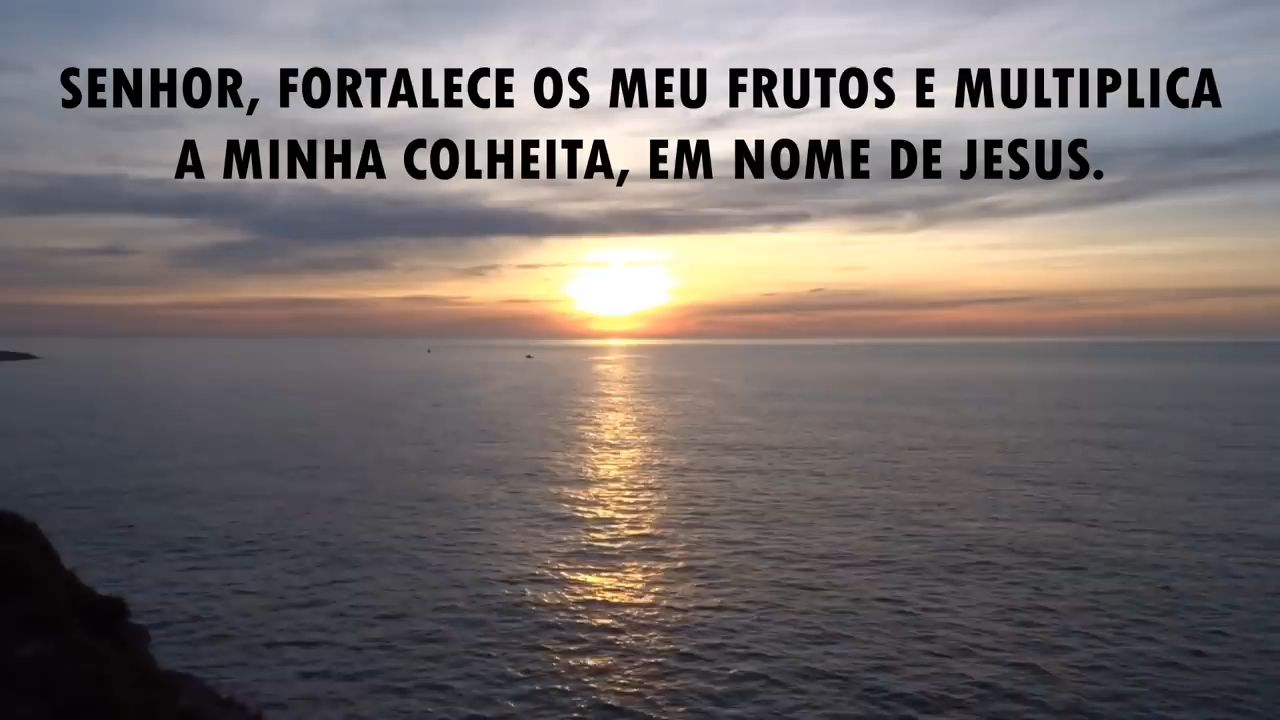 SENHOR, FORTALECE OS MEU FRUTOS E MULTIPLICA
A MINHA COLHEITA, EM NOME DE JESUS.